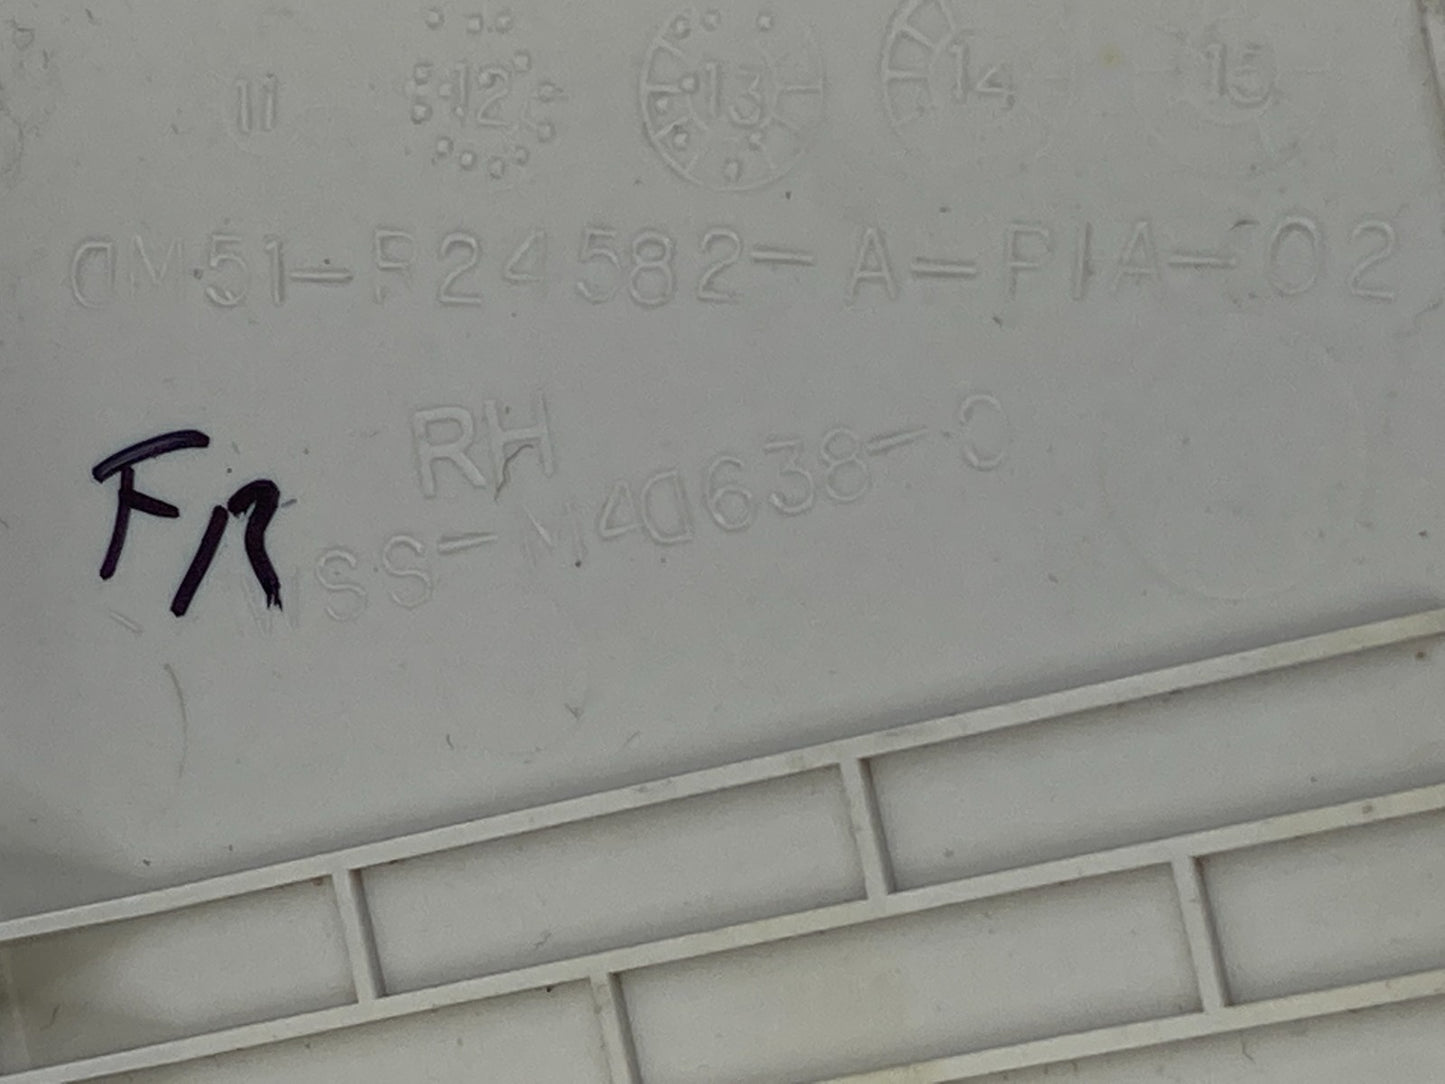 11 12 13 14 15
DM51-R24582-A-PIA-02
RH
FR
WSS-M4D638-C